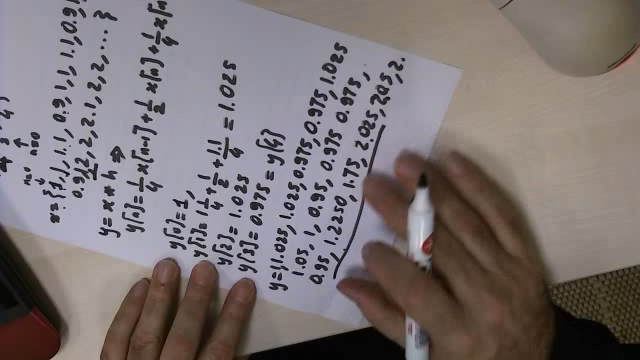 n=0
x={1,1,1.1,0.9,1,1,1.1,0.9,1
0.9,1,2,2,2.1,2,2,...}
y=x*h ⇒
y[n]=1/4 x[n-1]+1/2 x[n]+1/4 x[n
y[0]=1,
y[1]=1·1/4+1/2+1.1/4=1.025
y[2]=1.025
y[3]=0.975=y[4]
y={1,1.025,1.025,0.975,0.975,1.025
1.05,1,0.95,0.975 0.975,
0.95,1.2250,1.75,2.025,2.05,2.